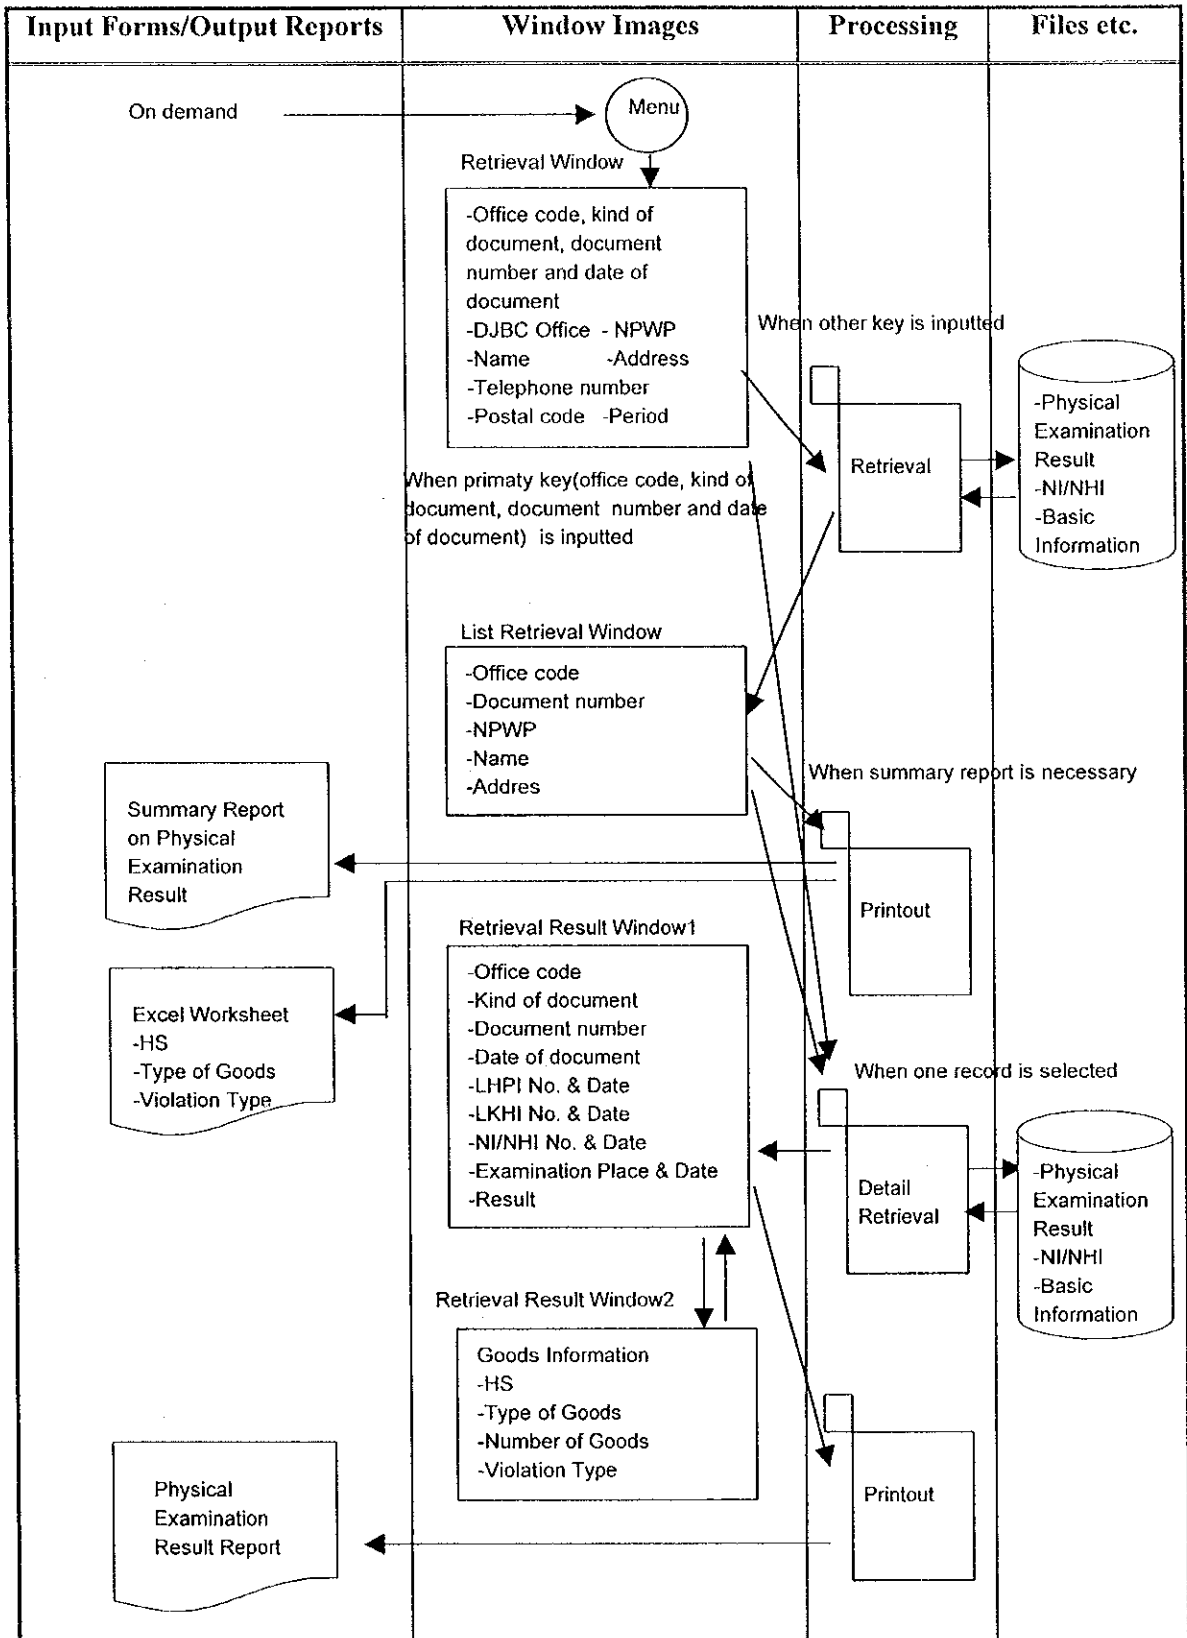 Input Forms/Output Reports
Window Images
Processing
Files etc.
On demand
Menu
Retrieval Window
-Office code, kind of
document, document
number and date of
document
-DJBC Office - NPWP
-Name -Address
-Telephone number
-Postal code -Period
When other key is inputted
Retrieval
-Physical
Examination
Result
-NI/NHI
-Basic
Information
When primaty key(office code, kind of
document, document number and date
of document) is inputted
List Retrieval Window
-Office code
-Document number
-NPWP
-Name
-Addres
When summary report is necessary
Summary Report
on Physical
Examination
Result
Printout
Excel Worksheet
-HS
-Type of Goods
-Violation Type
Retrieval Result Window1
-Office code
-Kind of document
-Document number
-Date of document
-LHPI No. & Date
-LKHI No. & Date
-NI/NHI No. & Date
-Examination Place & Date
-Result
When one record is selected
Detail
Retrieval
-Physical
Examination
Result
-NI/NHI
-Basic
Information
Retrieval Result Window2
Goods Information
-HS
-Type of Goods
-Number of Goods
-Violation Type
Printout
Physical
Examination
Result Report